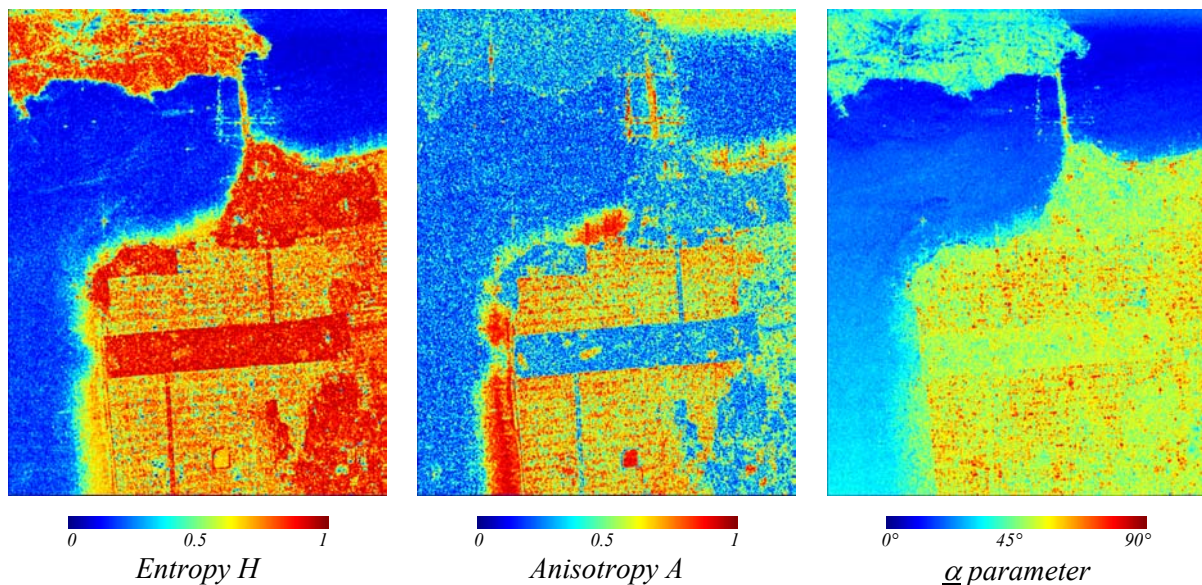 0 0.5 1
Entropy H
0 0.5 1
Anisotropy A
0° 45° 90°
α parameter